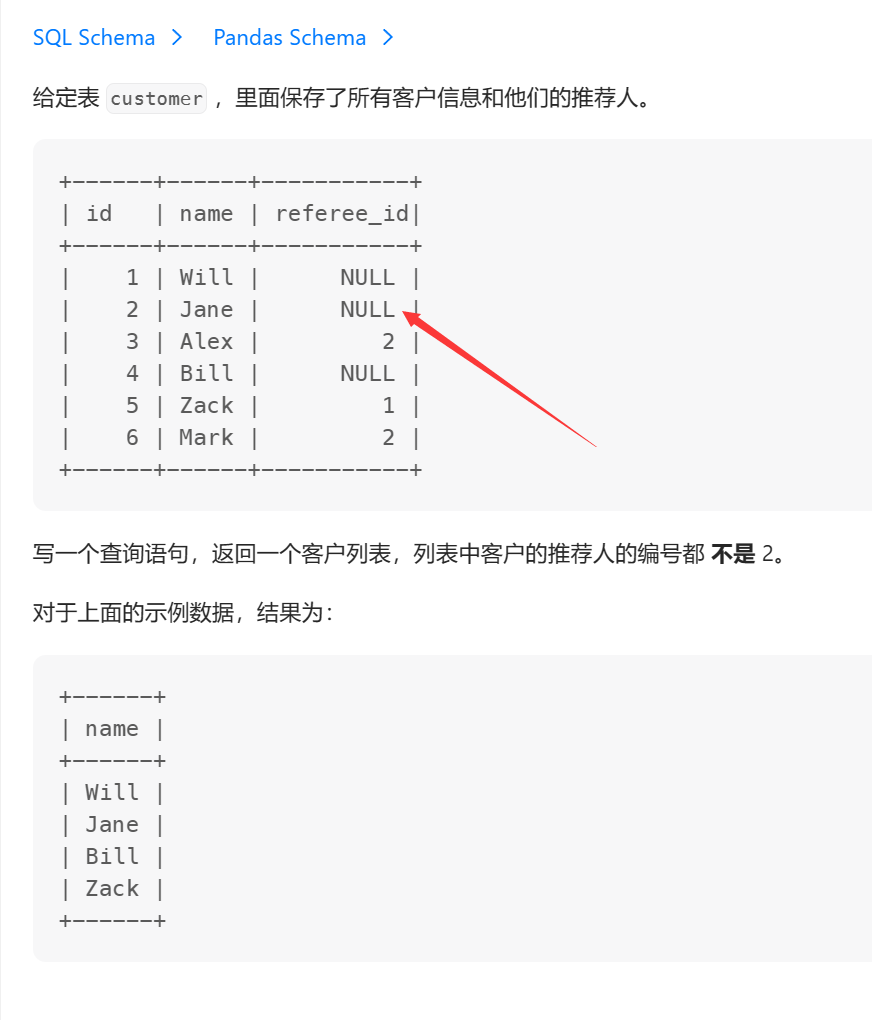 SQL Schema > Pandas Schema >
给定表 customer ，里面保存了所有客户信息和他们的推荐人。
+------+------+-----------+
| id   | name | referee_id|
+------+------+-----------+
|    1 | Will |      NULL |
|    2 | Jane |      NULL |
|    3 | Alex |         2 |
|    4 | Bill |      NULL |
|    5 | Zack |         1 |
|    6 | Mark |         2 |
+------+------+-----------+
写一个查询语句，返回一个客户列表，列表中客户的推荐人的编号都 不是 2。
对于上面的示例数据，结果为：
+------+
| name |
+------+
| Will |
| Jane |
| Bill |
| Zack |
+------+